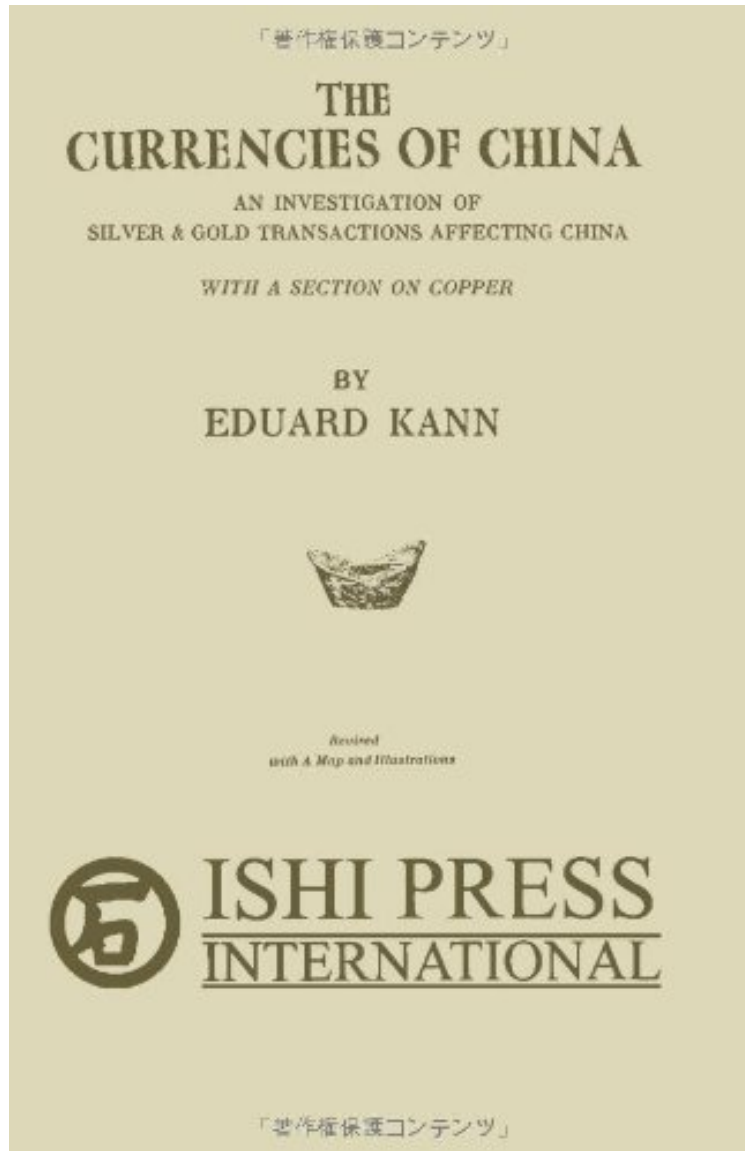 「著作権保護コンテンツ」
THE
CURRENCIES OF CHINA
AN INVESTIGATION OF
SILVER & GOLD TRANSACTIONS AFFECTING CHINA
WITH A SECTION ON COPPER
BY
EDUARD KANN
Revised
with A Map and Illustrations
石
ISHI PRESS
INTERNATIONAL
「著作権保護コンテンツ」